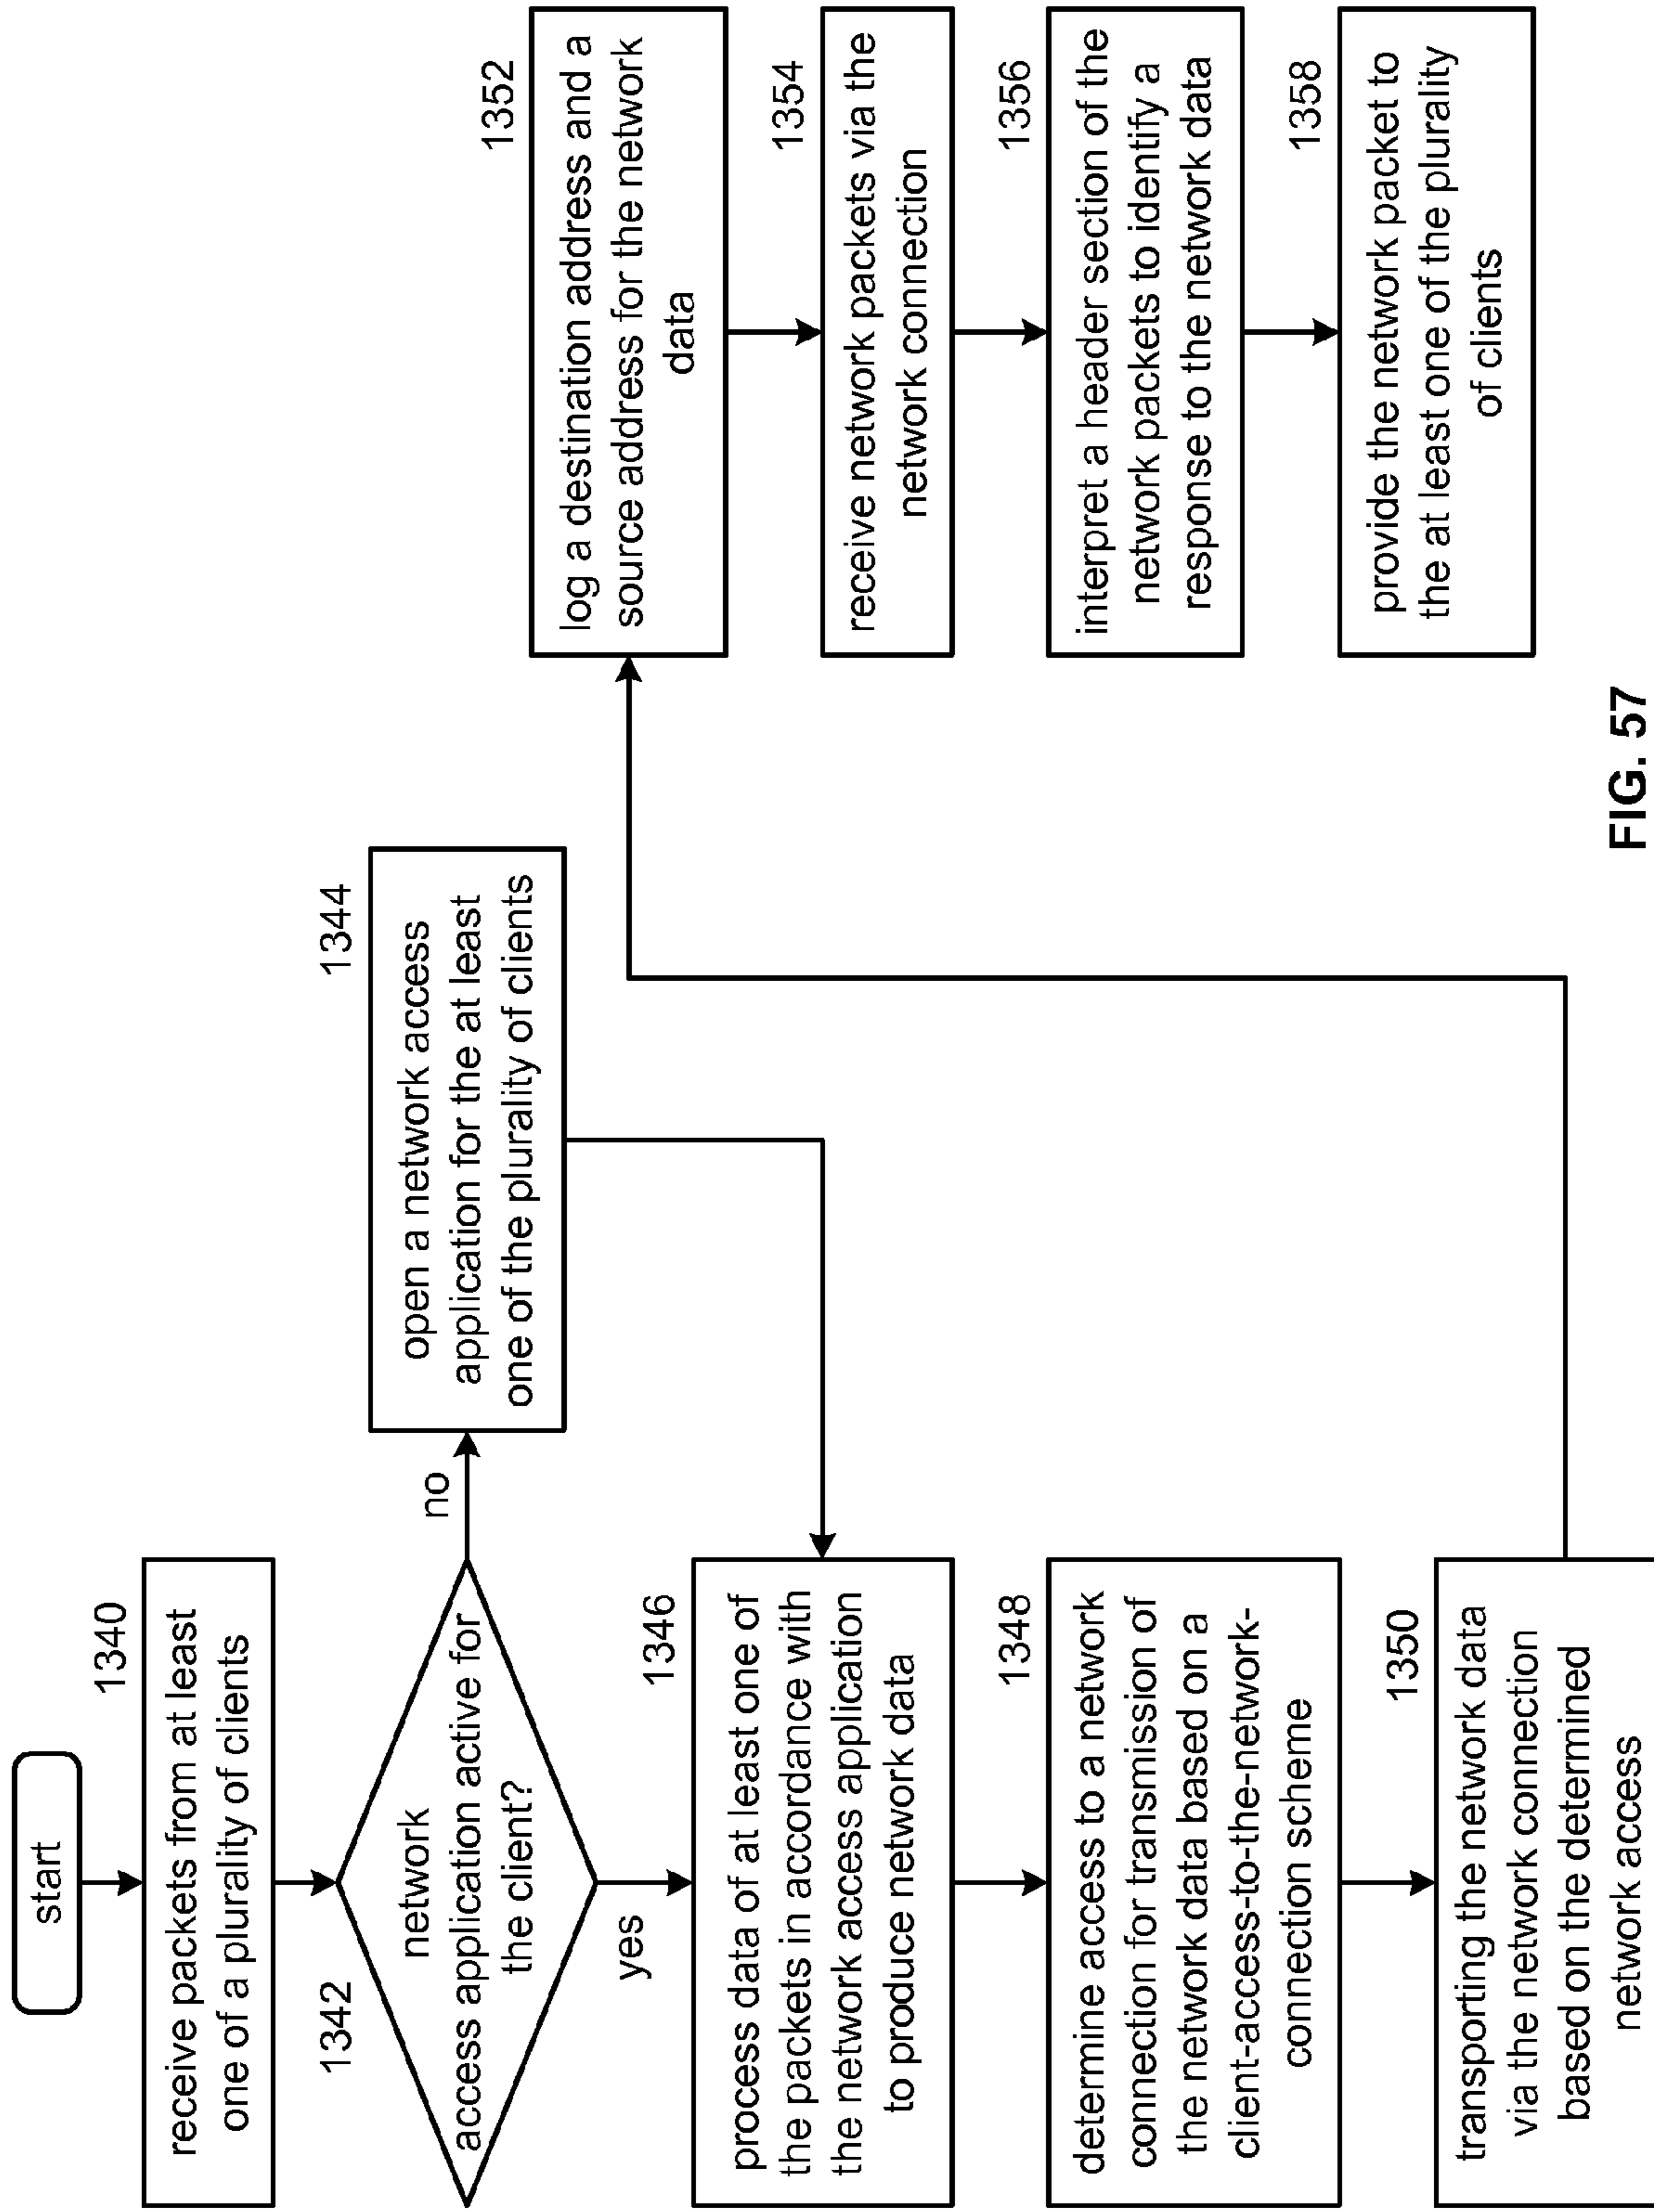 start
1340
receive packets from at least
one of a plurality of clients
1342
network
access application active for
the client?
no
yes
1344
open a network access
application for the at least
one of the plurality of clients
1346
process data of at least one of
the packets in accordance with
the network access application
to produce network data
1348
determine access to a network
connection for transmission of
the network data based on a
client-access-to-the-network-
connection scheme
1350
transporting the network data
via the network connection
based on the determined
network access
1352
log a destination address and a
source address for the network
data
1354
receive network packets via the
network connection
1356
interpret a header section of the
network packets to identify a
response to the network data
1358
provide the network packet to
the at least one of the plurality
of clients
FIG. 57